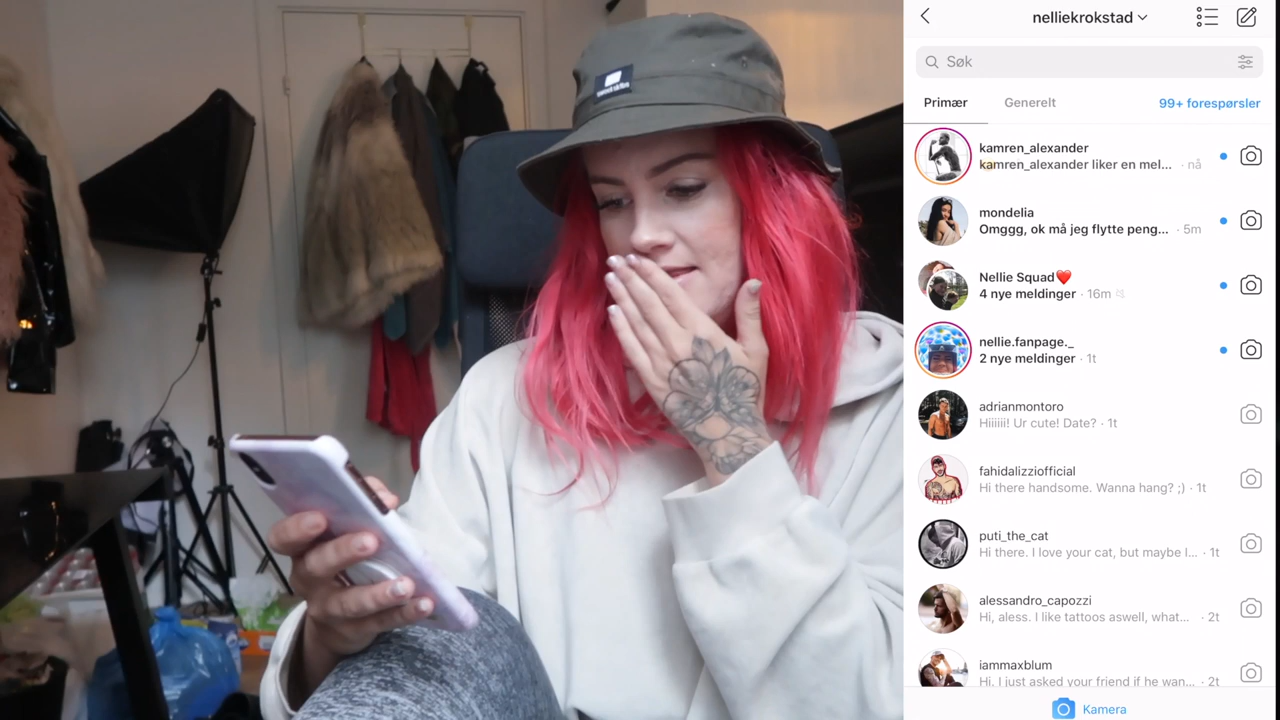 nelliekrokstad
Søk
Primær
Generelt
99+ forespørsler
kamren_alexander
kamren_alexander liker en mel... · nå
mondelia
Omggg, ok må jeg flytte peng... · 5m
Nellie Squad❤️
4 nye meldinger · 16m
nellie.fanpage._
2 nye meldinger · 1t
adrianmontoro
Hiiiiii! Ur cute! Date? · 1t
fahidalizziofficial
Hi there handsome. Wanna hang? ;) · 1t
puti_the_cat
Hi there. I love your cat, but maybe I... · 1t
alessandro_capozzi
Hi, aless. I like tattoos aswell, what... · 2t
iammaxblum
Hi. I just asked your friend if he wan... · 2t
Kamera